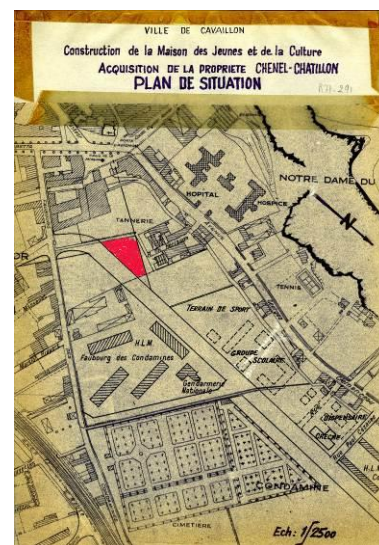 VILLE DE CAVAILLON
Construction de la Maison des Jeunes et de la Culture
ACQUISITION DE LA PROPRIETE CHENEL-CHATILLON
PLAN DE SITUATION
NOTRE DAME DU
HOPITAL
HOSPICE
TANNERIE
N
TENNIS
TERRAIN DE SPORT
H.L.M.
Faubourg des Condamines
GROUPE
SCOLAIRE
Gendarmerie
Nationale
DISPENSAIRE
CRECHE
H.L.
CONDAMINE
CIMETIERE
Ech: 1/2500